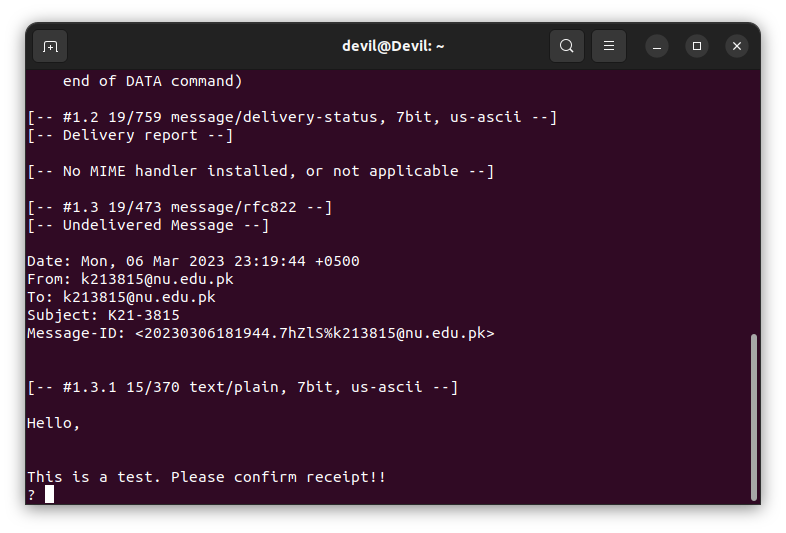 devil@Devil: ~
end of DATA command)
[-- #1.2 19/759 message/delivery-status, 7bit, us-ascii --]
[-- Delivery report --]
[-- No MIME handler installed, or not applicable --]
[-- #1.3 19/473 message/rfc822 --]
[-- Undelivered Message --]
Date: Mon, 06 Mar 2023 23:19:44 +0500
From: k213815@nu.edu.pk
To: k213815@nu.edu.pk
Subject: K21-3815
Message-ID: <20230306181944.7hZlS%k213815@nu.edu.pk>
[-- #1.3.1 15/370 text/plain, 7bit, us-ascii --]
Hello,
This is a test. Please confirm receipt!!
?